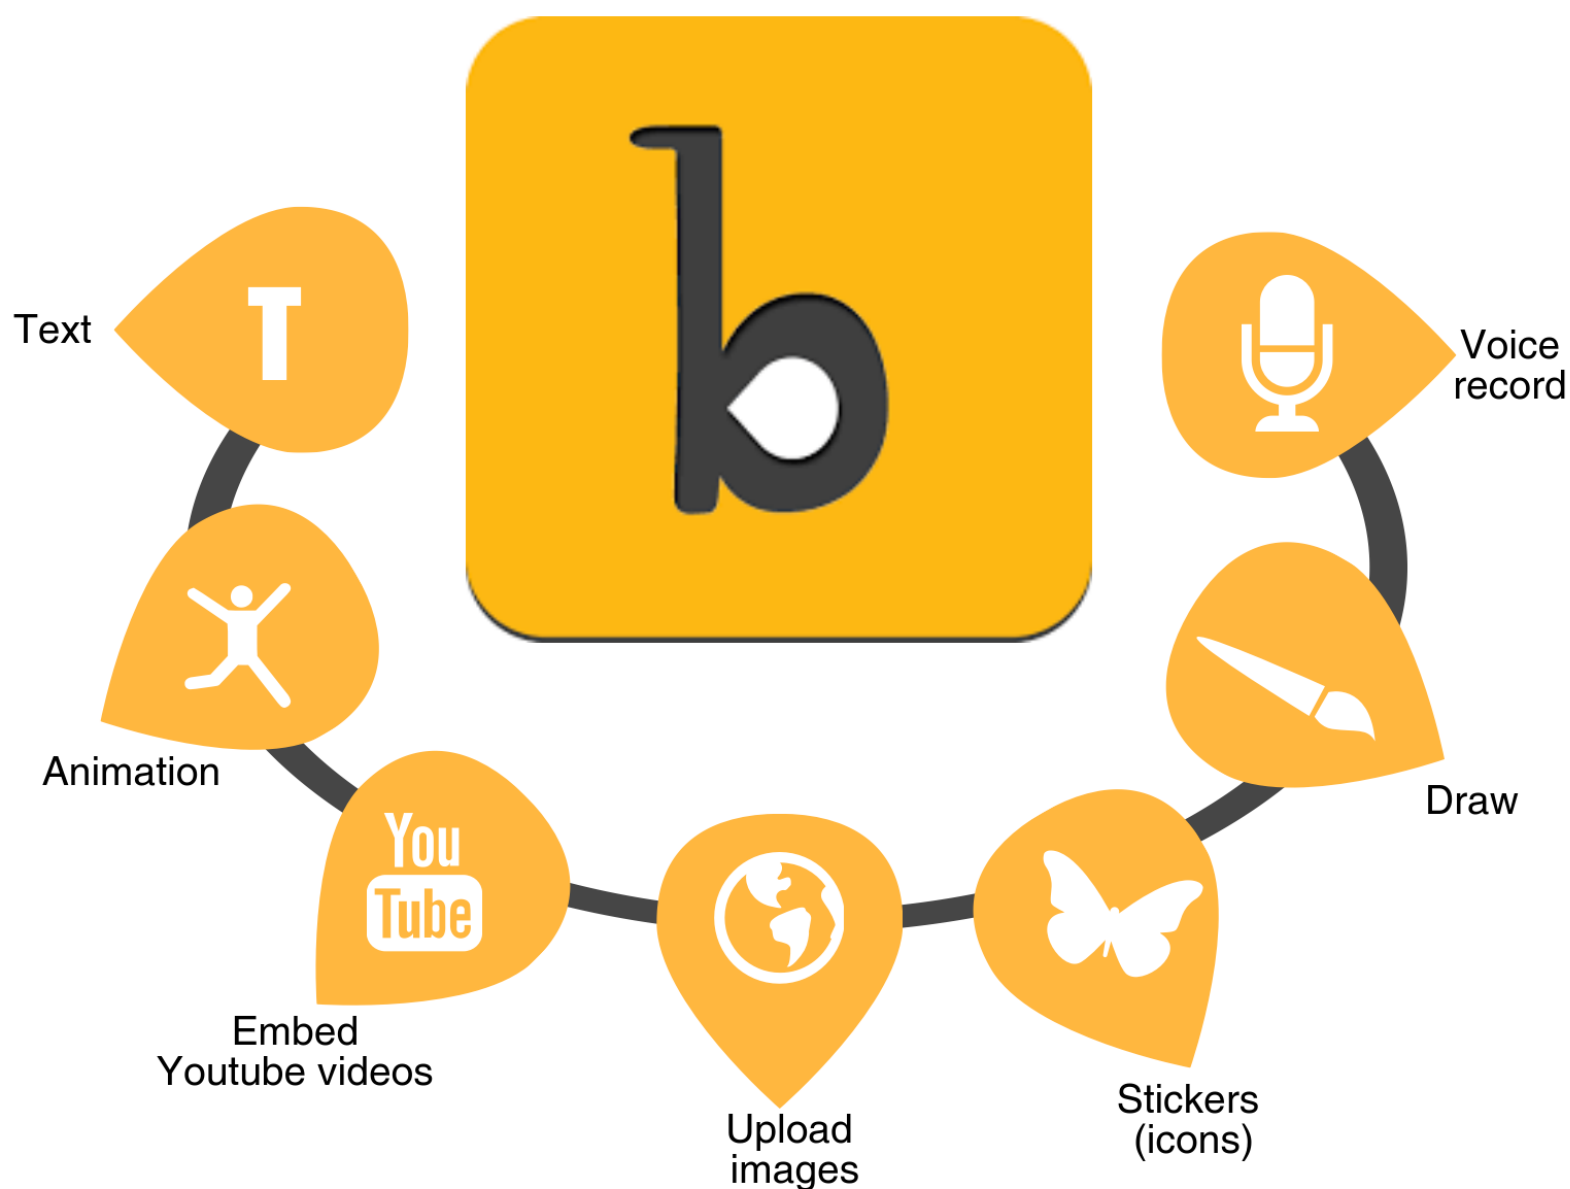 b
T
Text
Voice
record
Animation
Draw
You
Tube
Embed
Youtube videos
Upload
images
Stickers
(icons)